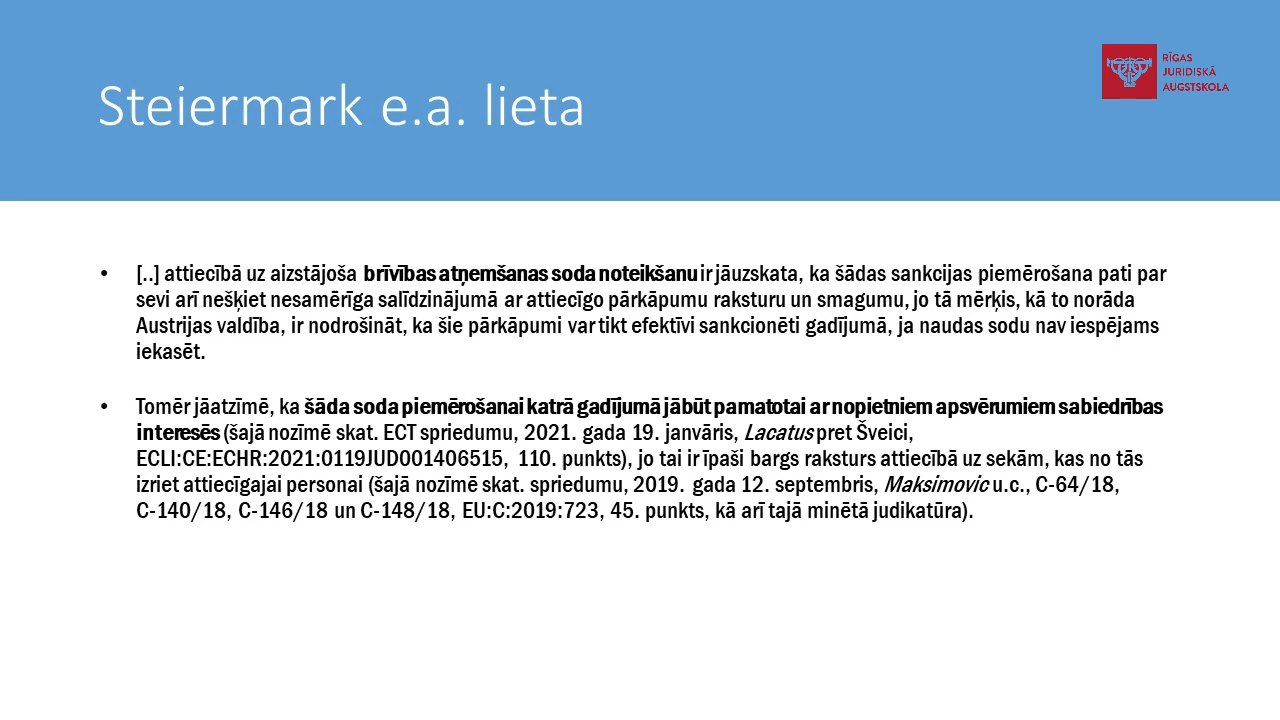 Steiermark e.a. lieta
RĪGAS
JURIDISKĀ
AUGSTSKOLA
• [..] attiecībā uz aizstājoša brīvības atņemšanas soda noteikšanu ir jāuzskata, ka šādas sankcijas piemērošana pati par
sevi arī nešķiet nesamērīga salīdzinājumā ar attiecīgo pārkāpumu raksturu un smagumu, jo tā mērķis, kā to norāda
Austrijas valdība, ir nodrošināt, ka šie pārkāpumi var tikt efektīvi sankcionēti gadījumā, ja naudas sodu nav iespējams
iekasēt.
• Tomēr jāatzīmē, ka šāda soda piemērošanai katrā gadījumā jābūt pamatotai ar nopietniem apsvērumiem sabiedrības
interesēs (šajā nozīmē skat. ECT spriedumu, 2021. gada 19. janvāris, Lacatus pret Šveici,
ECLI:CE:ECHR:2021:0119JUD001406515, 110. punkts), jo tai ir īpaši bargs raksturs attiecībā uz sekām, kas no tās
izriet attiecīgajai personai (šajā nozīmē skat. spriedumu, 2019. gada 12. septembris, Maksimovic u.c., C-64/18,
C-140/18, C-146/18 un C-148/18, EU:C:2019:723, 45. punkts, kā arī tajā minētā judikatūra).